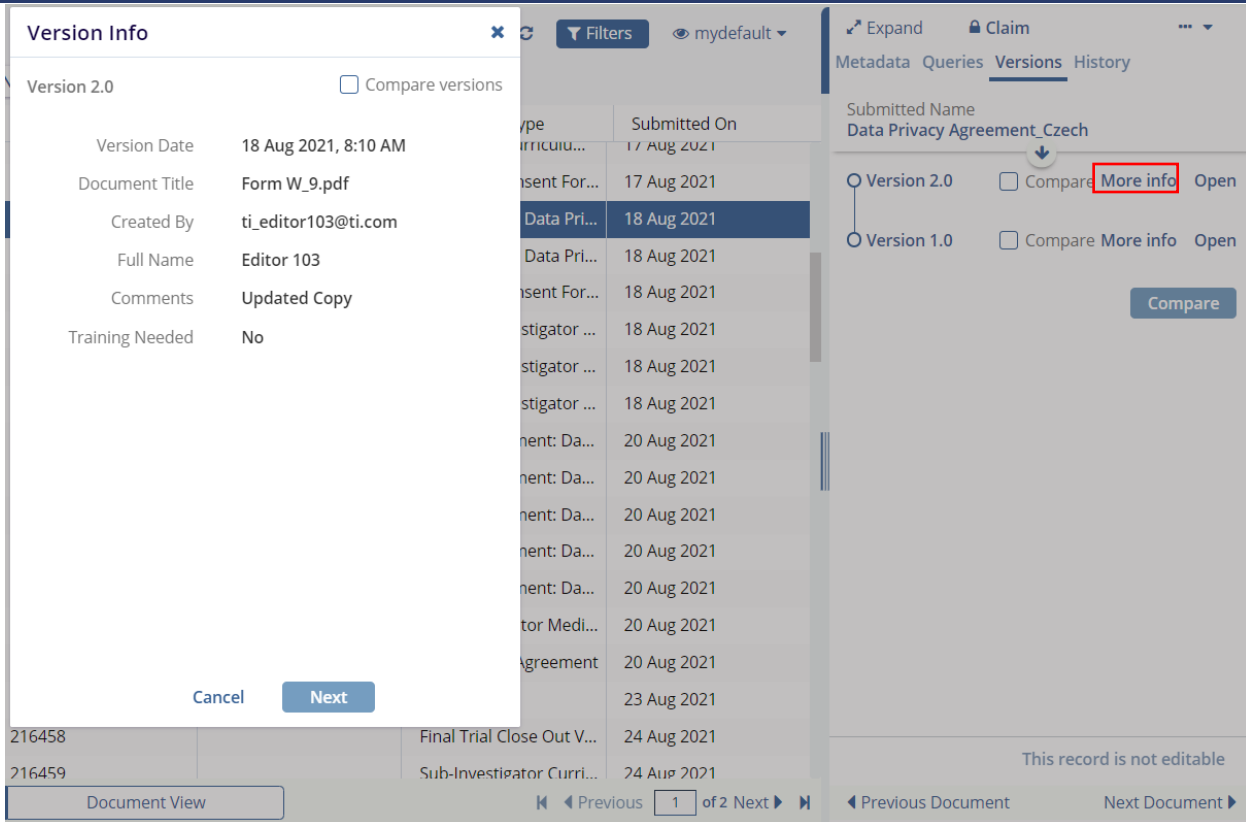 Version Info
Version 2.0 Compare versions
Version Date 18 Aug 2021, 8:10 AM
Document Title Form W_9.pdf
Created By ti_editor103@ti.com
Full Name Editor 103
Comments Updated Copy
Training Needed No
Cancel Next
Filters mydefault
ype Submitted On
urriculu... 17 Aug 2021
nsent For... 17 Aug 2021
Data Pri... 18 Aug 2021
Data Pri... 18 Aug 2021
nsent For... 18 Aug 2021
stigator ... 18 Aug 2021
stigator ... 18 Aug 2021
stigator ... 18 Aug 2021
nent: Da... 20 Aug 2021
nent: Da... 20 Aug 2021
nent: Da... 20 Aug 2021
nent: Da... 20 Aug 2021
nent: Da... 20 Aug 2021
tor Medi... 20 Aug 2021
Agreement 20 Aug 2021
23 Aug 2021
216458 Final Trial Close Out V... 24 Aug 2021
216459 Sub-Investigator Curri... 24 Aug 2021
Document View Previous 1 of 2 Next
Expand Claim ...
Metadata Queries Versions History
Submitted Name
Data Privacy Agreement_Czech
Version 2.0 Compare More info Open
Version 1.0 Compare More info Open
Compare
This record is not editable
Previous Document Next Document